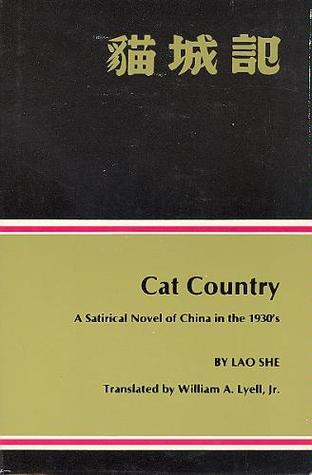 貓城記
Cat Country
A Satirical Novel of China in the 1930's
BY LAO SHE
Translated by William A. Lyell, Jr.